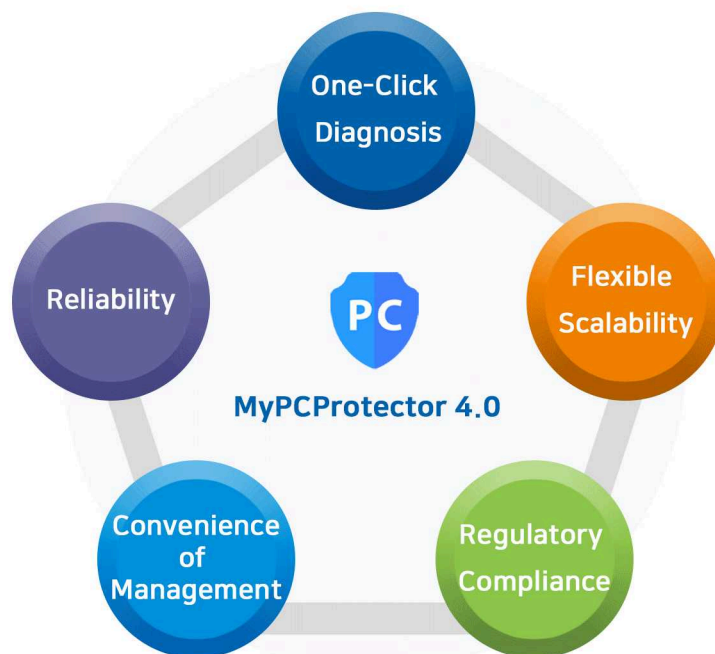 One-Click
Diagnosis
Reliability
Flexible
Scalability
PC
MyPCProtector 4.0
Convenience
of
Management
Regulatory
Compliance